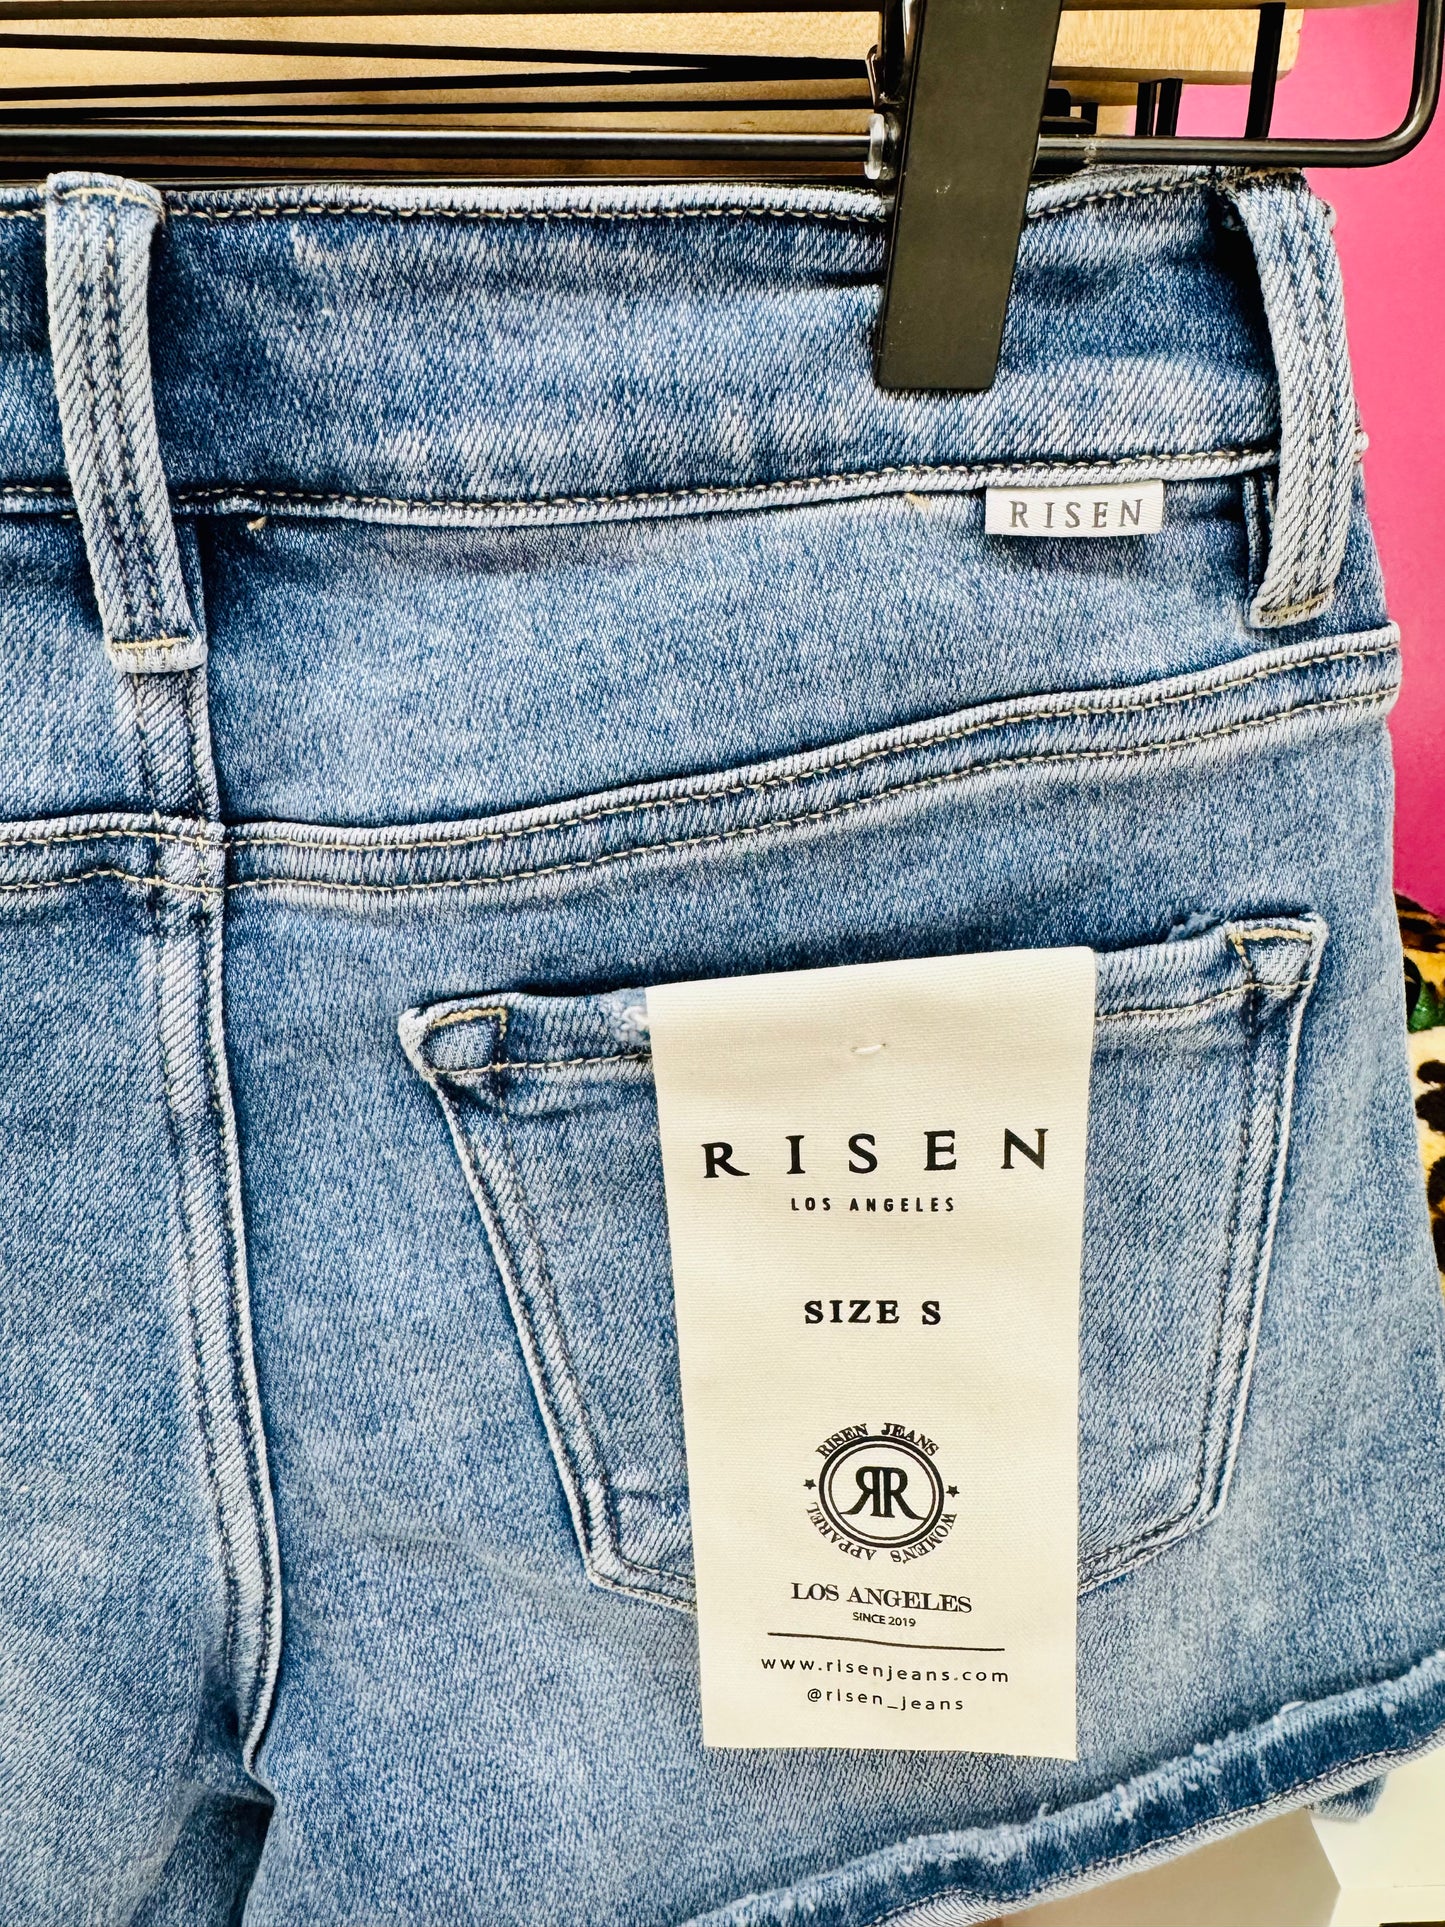 RISEN
RISEN
LOS ANGELES
SIZE S
RISEN JEANS
RR
WOMEN'S APPAREL
LOS ANGELES
SINCE 2019
www.risenjeans.com
@risen_jeans